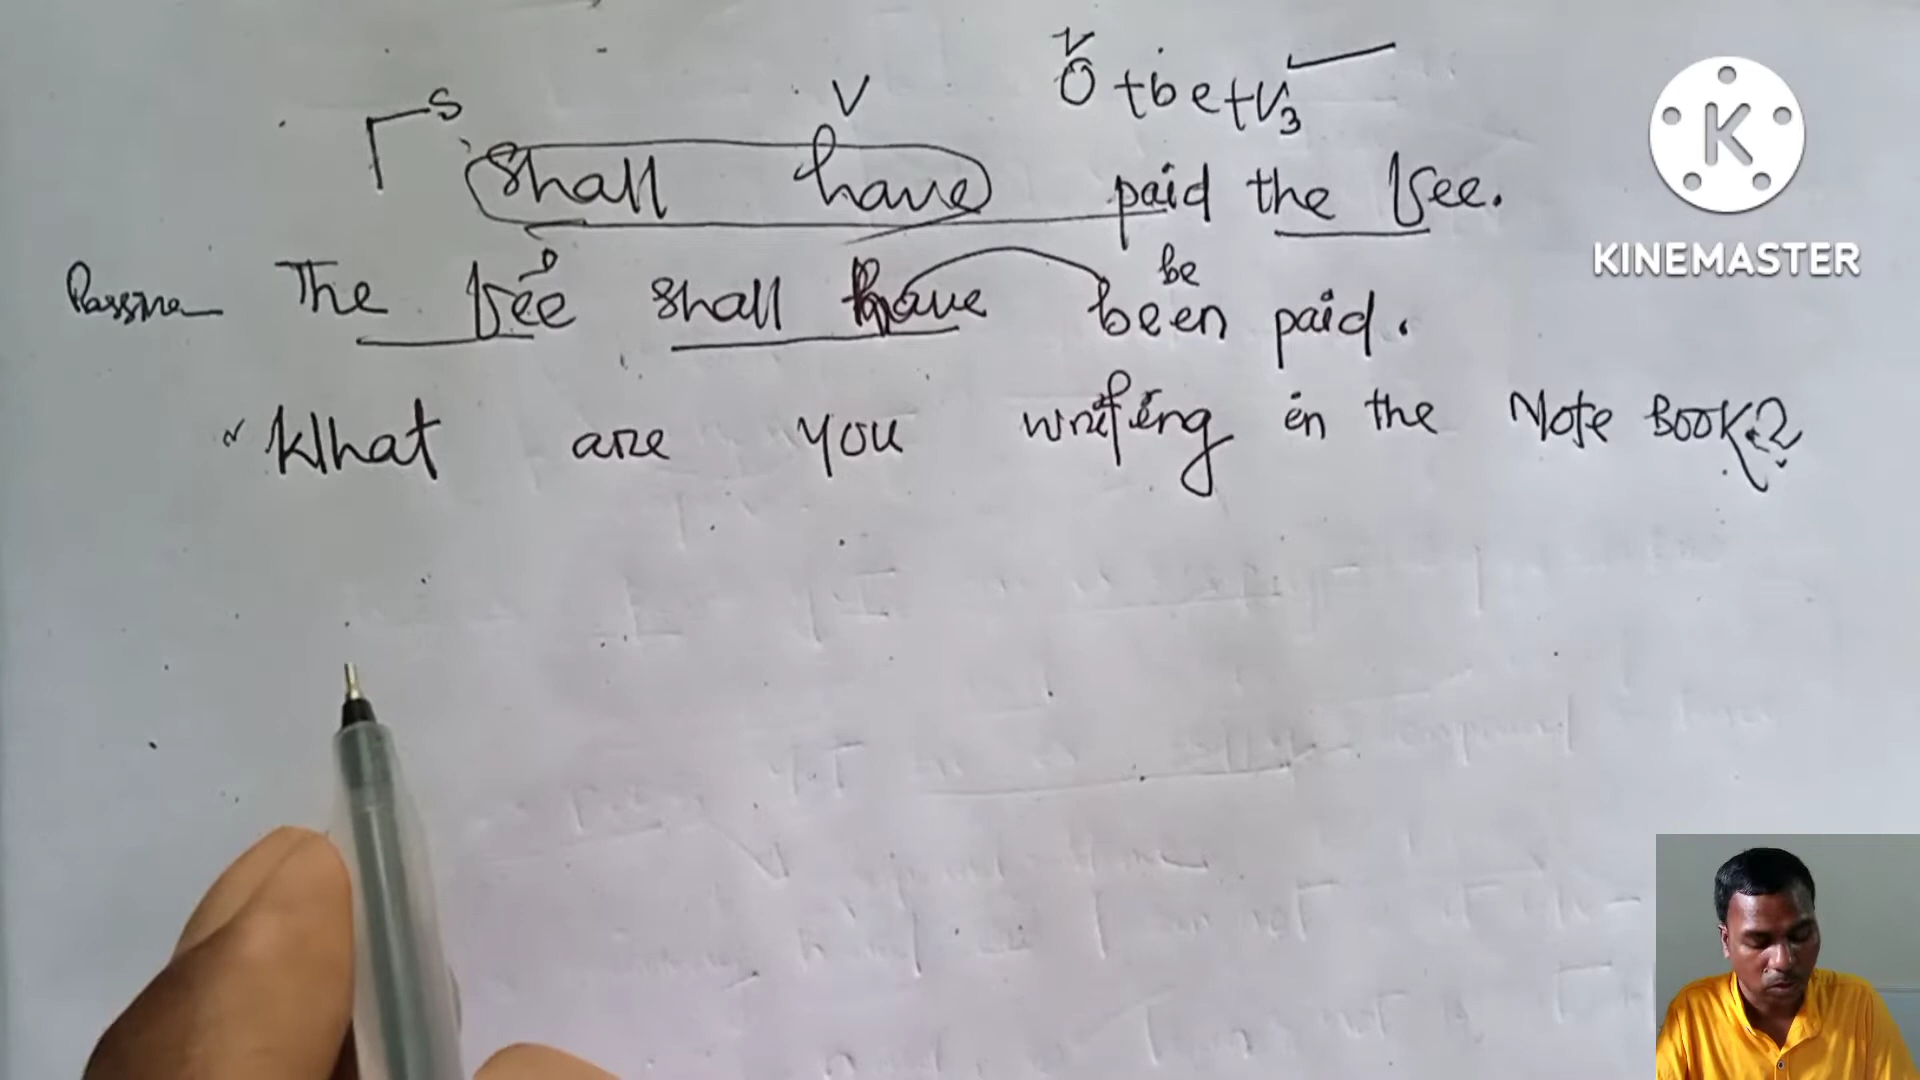 S V O+be+V3
I shall have paid the fee.
Passive The fee shall have been paid.
be
What are you writing in the Note Book?
KINEMASTER